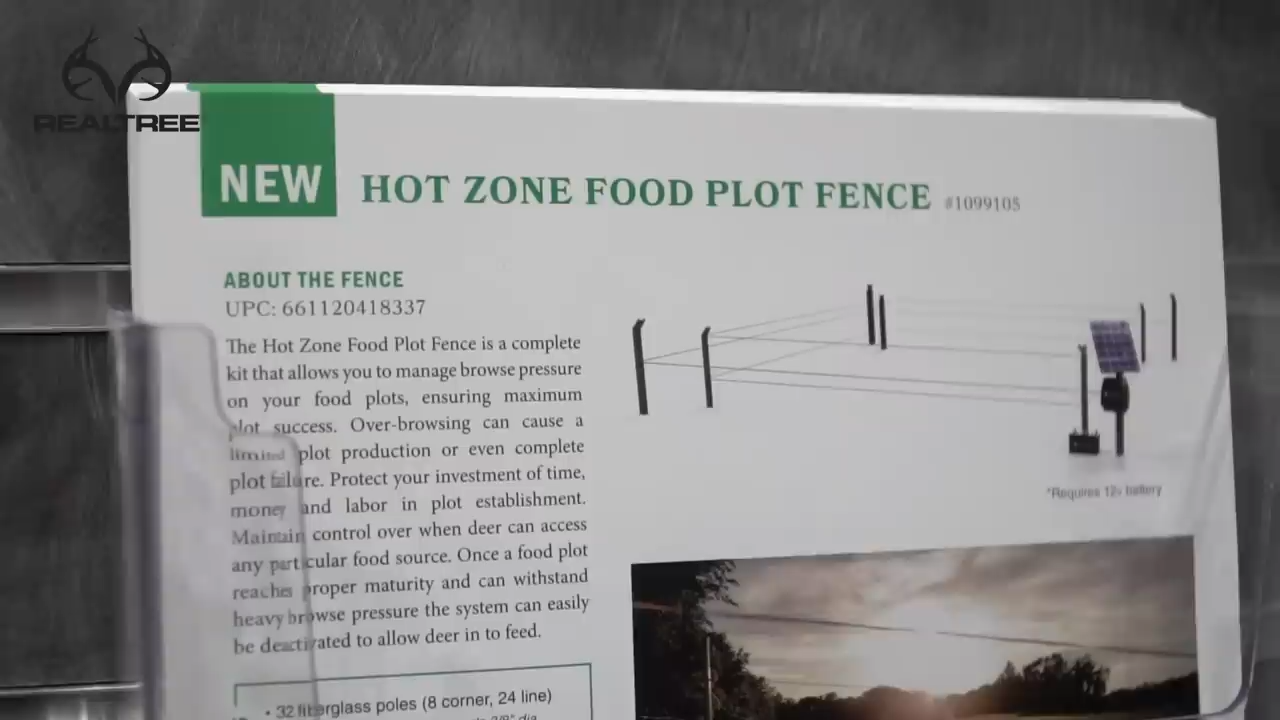 REALTREE
NEW
HOT ZONE FOOD PLOT FENCE #1099105
ABOUT THE FENCE
UPC: 661120418337
The Hot Zone Food Plot Fence is a complete
kit that allows you to manage browse pressure
on your food plots, ensuring maximum
plot success. Over-browsing can cause a
limited plot production or even complete
plot failure. Protect your investment of time,
money and labor in plot establishment.
Maintain control over when deer can access
any particular food source. Once a food plot
reaches proper maturity and can withstand
heavy browse pressure the system can easily
be deactivated to allow deer in to feed.
*Requires 12v battery
• 32 fiberglass poles (8 corner, 24 line)
3/8" dia